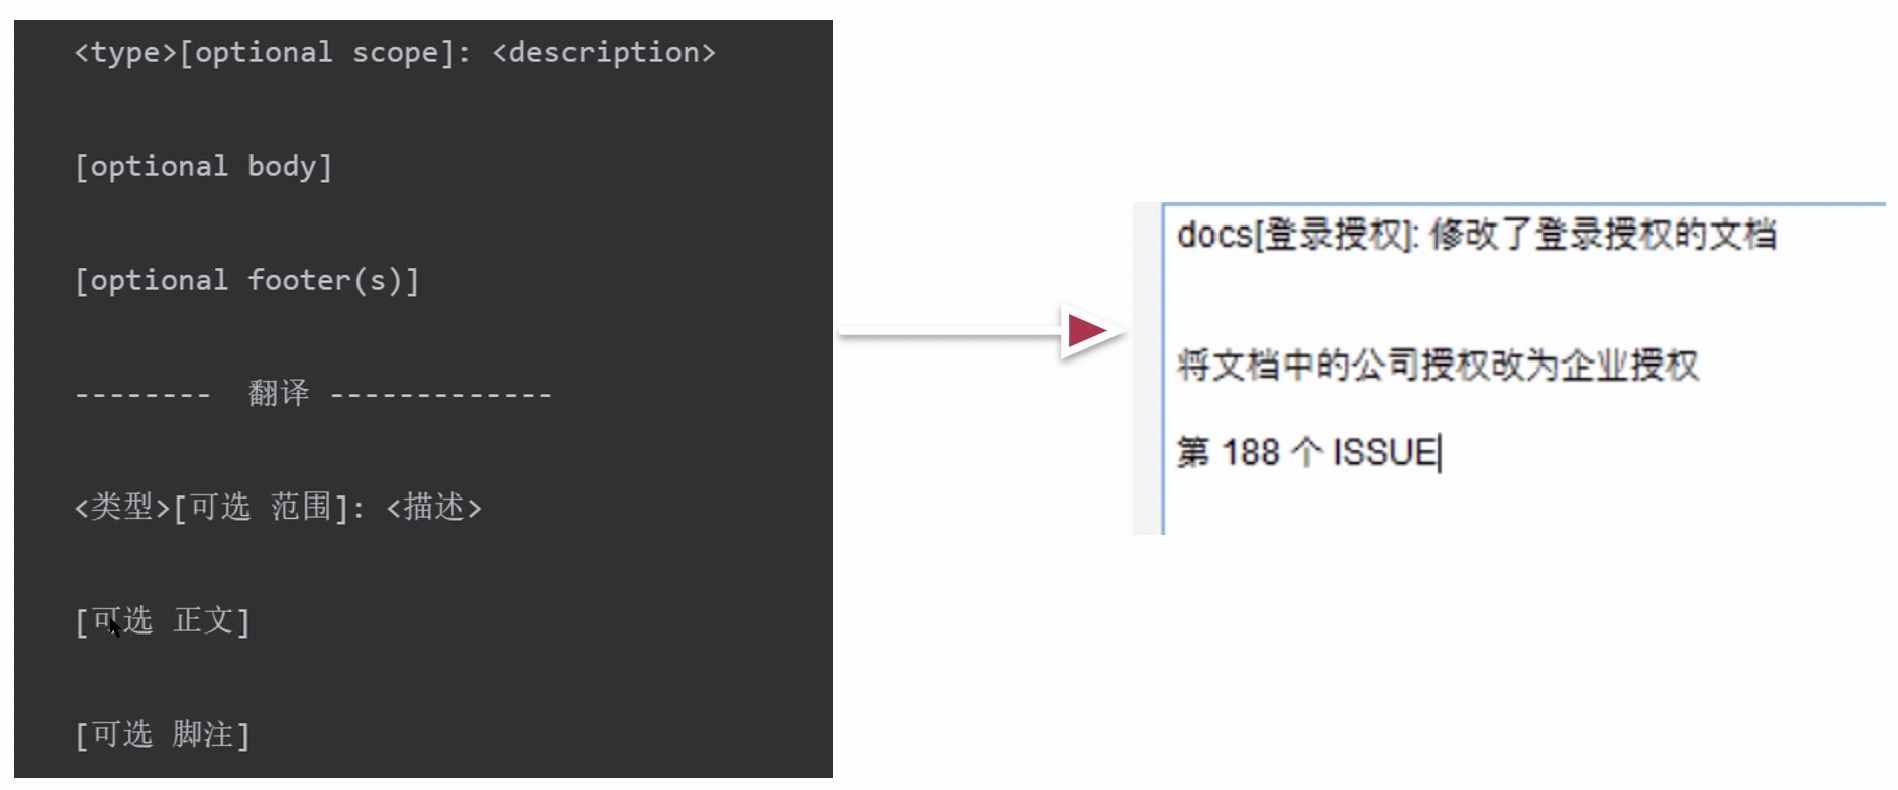 <type>[optional scope]: <description>
[optional body]
[optional footer(s)]
--------  翻译 -------------
<类型>[可选 范围]: <描述>
[可选 正文]
[可选 脚注]
docs[登录授权]: 修改了登录授权的文档
将文档中的公司授权改为企业授权
第 188 个 ISSUE